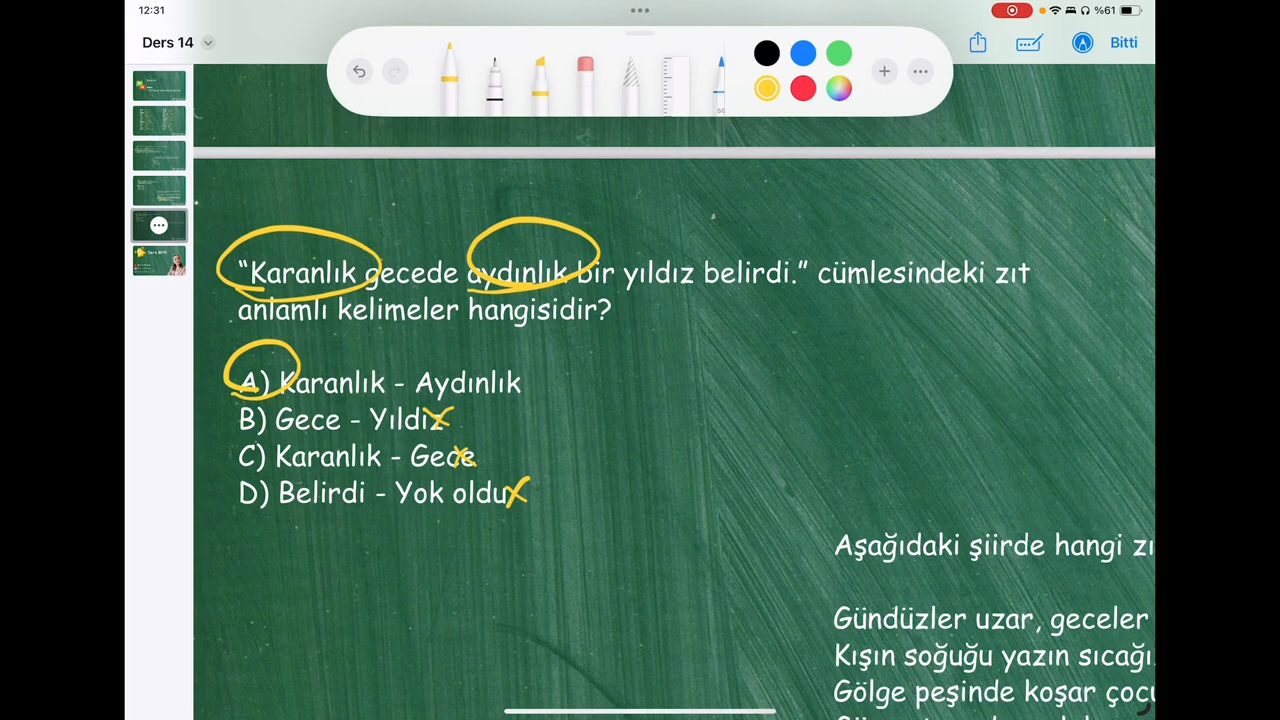 12:31
%61
Ders 14
Bitti
50
"Karanlık gecede aydınlık bir yıldız belirdi." cümlesindeki zıt
anlamlı kelimeler hangisidir?
A) Karanlık - Aydınlık
B) Gece - Yıldız
C) Karanlık - Gece
D) Belirdi - Yok oldu
Aşağıdaki şiirde hangi
Gündüzler uzar, geceler
Kışın soğuğu yazın sıcağı
Gölge peşinde koşar